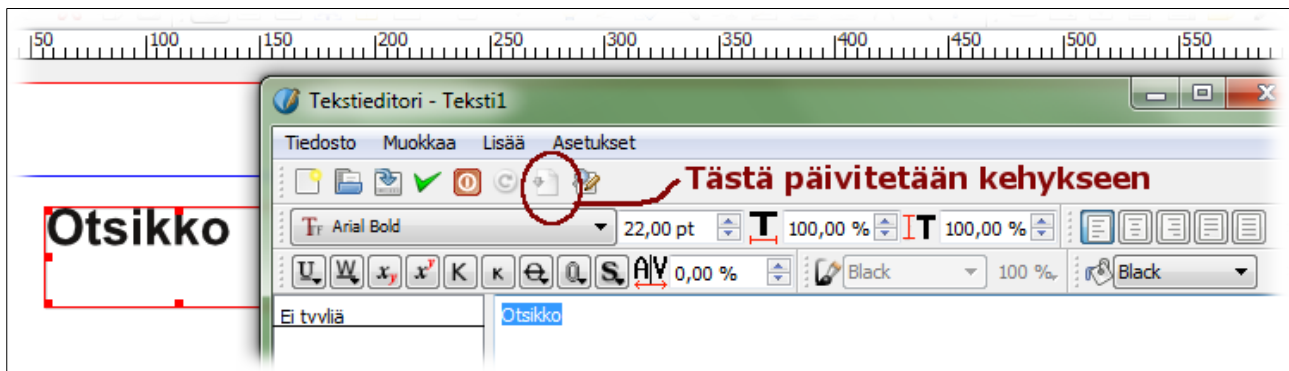 50 100 150 200 250 300 350 400 450 500 550
Tekstieditori - Teksti1
Tiedosto Muokkaa Lisää Asetukset
Tästä päivitetään kehykseen
Otsikko
Arial Bold 22,00 pt 100,00 % 100,00 %
0,00 % Black 100 % Black
Ei tyyliä Otsikko